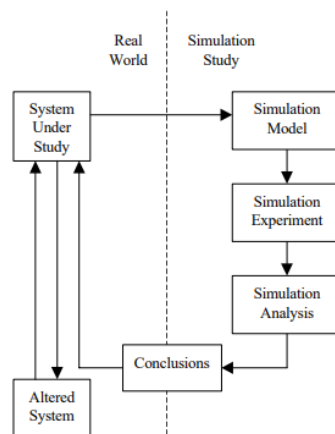 Real
World
Simulation
Study
System
Under
Study
Simulation
Model
Simulation
Experiment
Simulation
Analysis
Conclusions
Altered
System